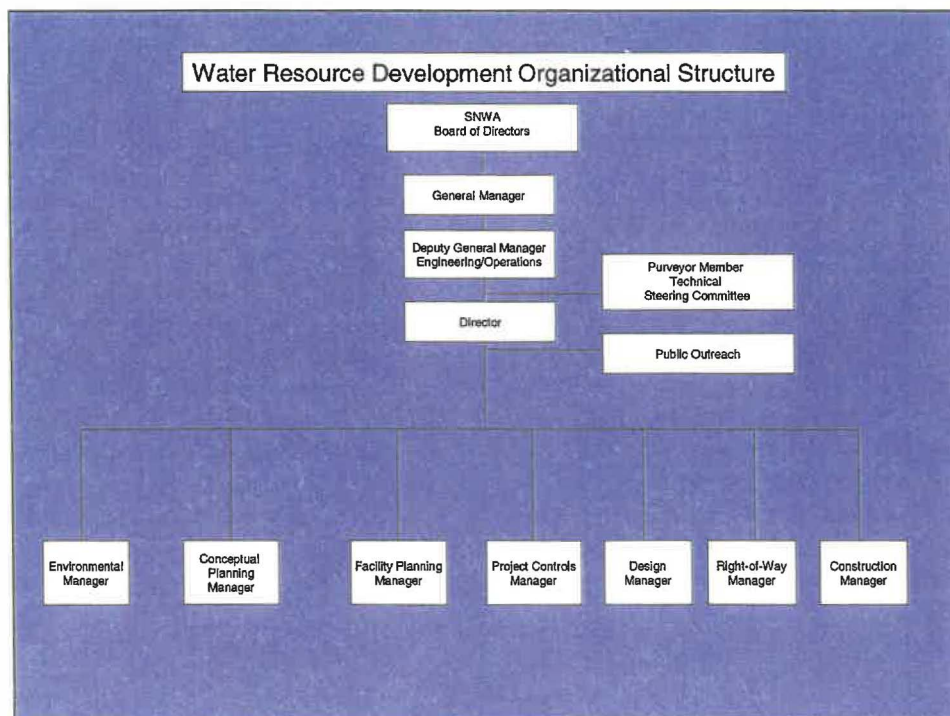 Water Resource Development Organizational Structure
SNWA
Board of Directors
General Manager
Deputy General Manager
Engineering/Operations
Purveyor Member
Technical
Steering Committee
Director
Public Outreach
Environmental
Manager
Conceptual
Planning
Manager
Facility Planning
Manager
Project Controls
Manager
Design
Manager
Right-of-Way
Manager
Construction
Manager